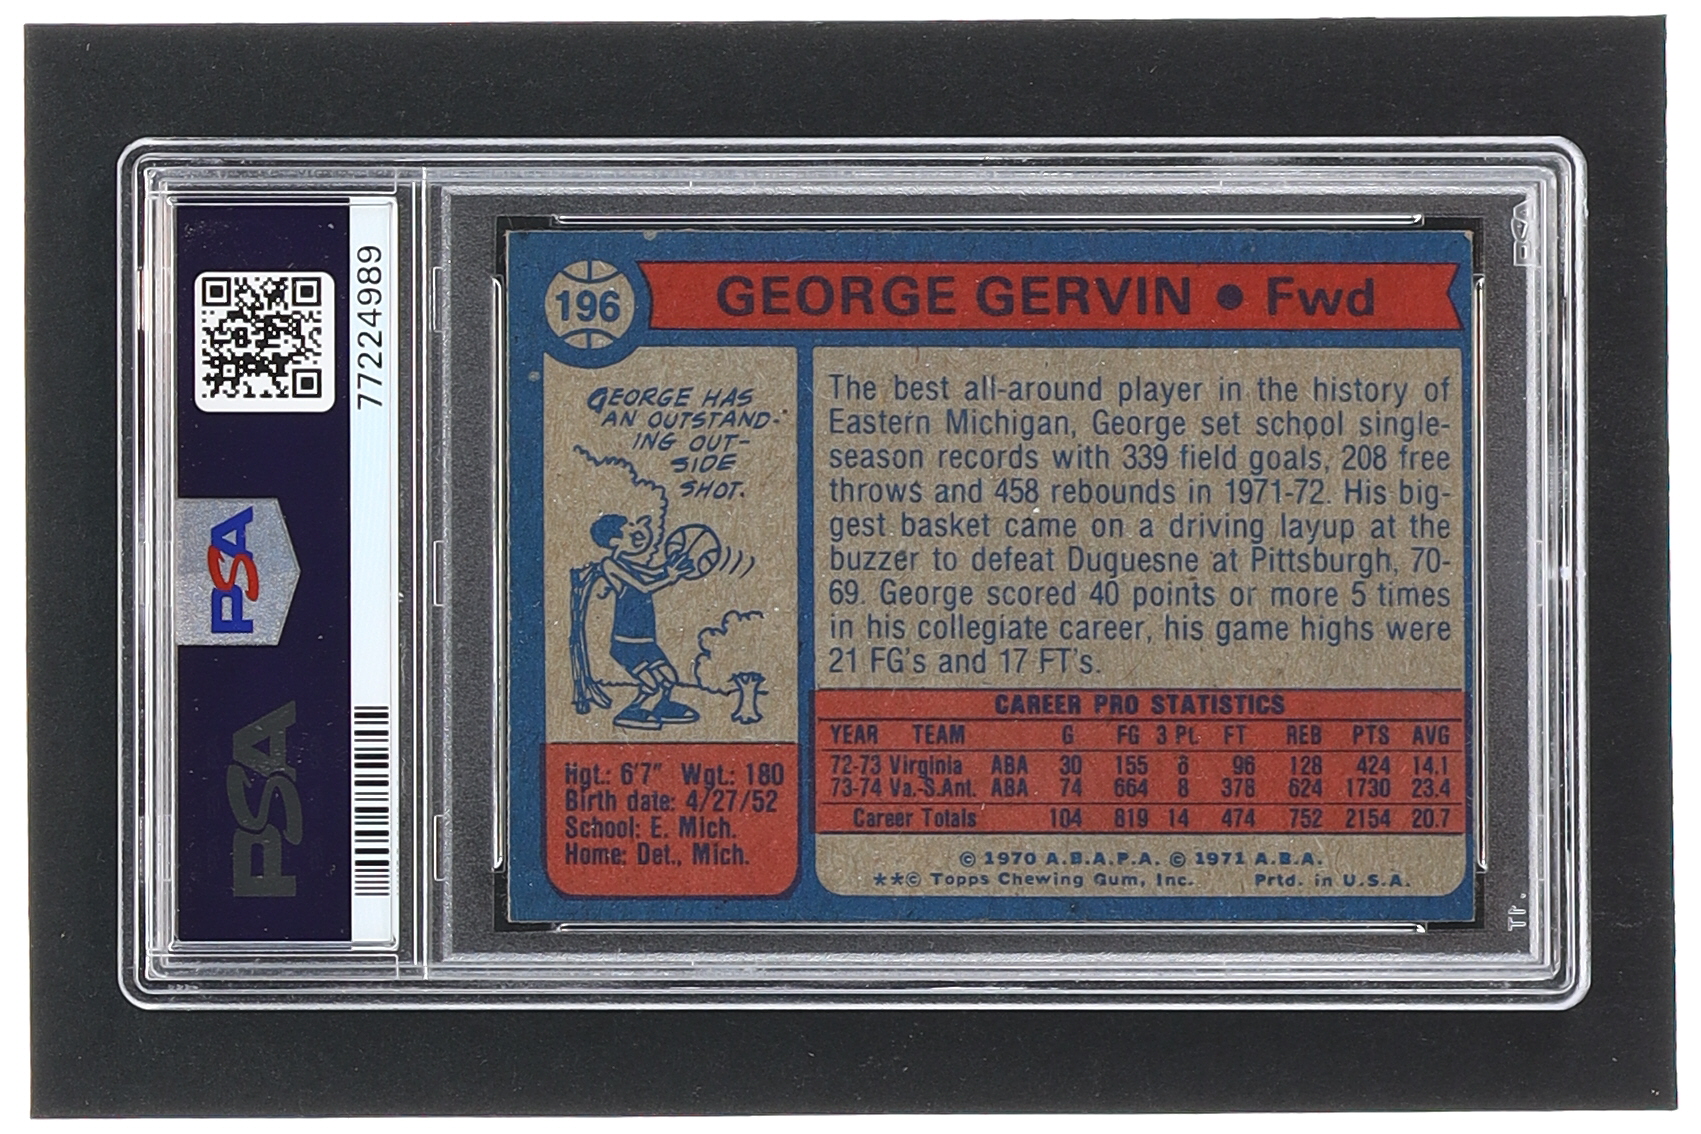 PSA
77224989
PSA
196
GEORGE GERVIN • Fwd
GEORGE HAS
AN OUTSTAND-
ING OUT-
SIDE
SHOT.
The best all-around player in the history of
Eastern Michigan, George set school single-
season records with 339 field goals, 208 free
throws and 458 rebounds in 1971-72. His big-
gest basket came on a driving layup at the
buzzer to defeat Duguesne at Pittsburgh, 70-
69. George scored 40 points or more 5 times
in his collegiate career, his game highs were
21 FG's and 17 FT's.
Hgt.: 6'7" Wgt.: 180
Birth date: 4/27/52
School: E. Mich.
Home: Det., Mich.
CAREER PRO STATISTICS
YEAR TEAM G FG 3 PL FT REB PTS AVG
72-73 Virginia ABA 30 155 6 96 128 424 14.1
73-74 Va.-S.Ant. ABA 74 664 8 378 624 1730 23.4
Career Totals 104 819 14 474 752 2154 20.7
© 1970 A.B.A.P.A. © 1971 A.B.A.
**© Topps Chewing Gum, Inc. Prtd. in U.S.A.
PSA